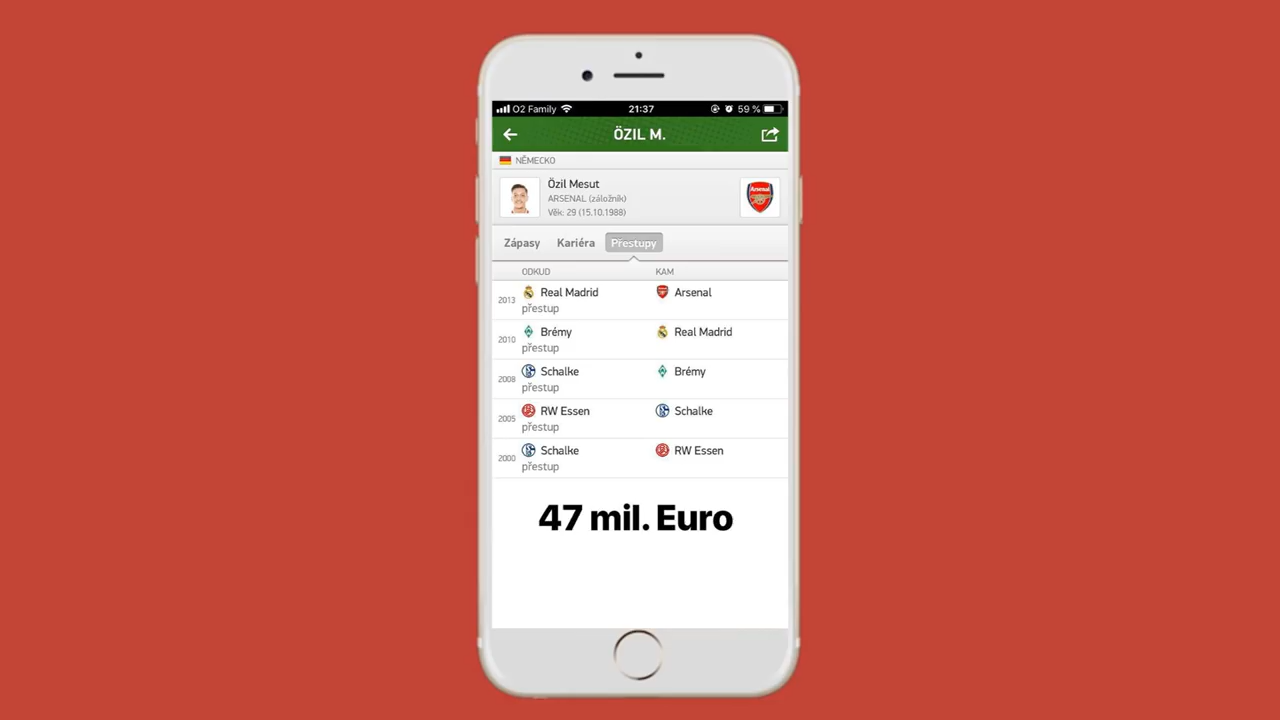 O2 Family 21:37 59 %
ÖZIL M.
NĚMECKO
Özil Mesut
ARSENAL (záložník)
Věk: 29 (15.10.1988)
Arsenal
Zápasy Kariéra Přestupy
ODKUD KAM
2013 Real Madrid Arsenal
přestup
2010 Brémy Real Madrid
přestup
2008 Schalke Brémy
přestup
2005 RW Essen Schalke
přestup
2000 Schalke RW Essen
přestup
47 mil. Euro